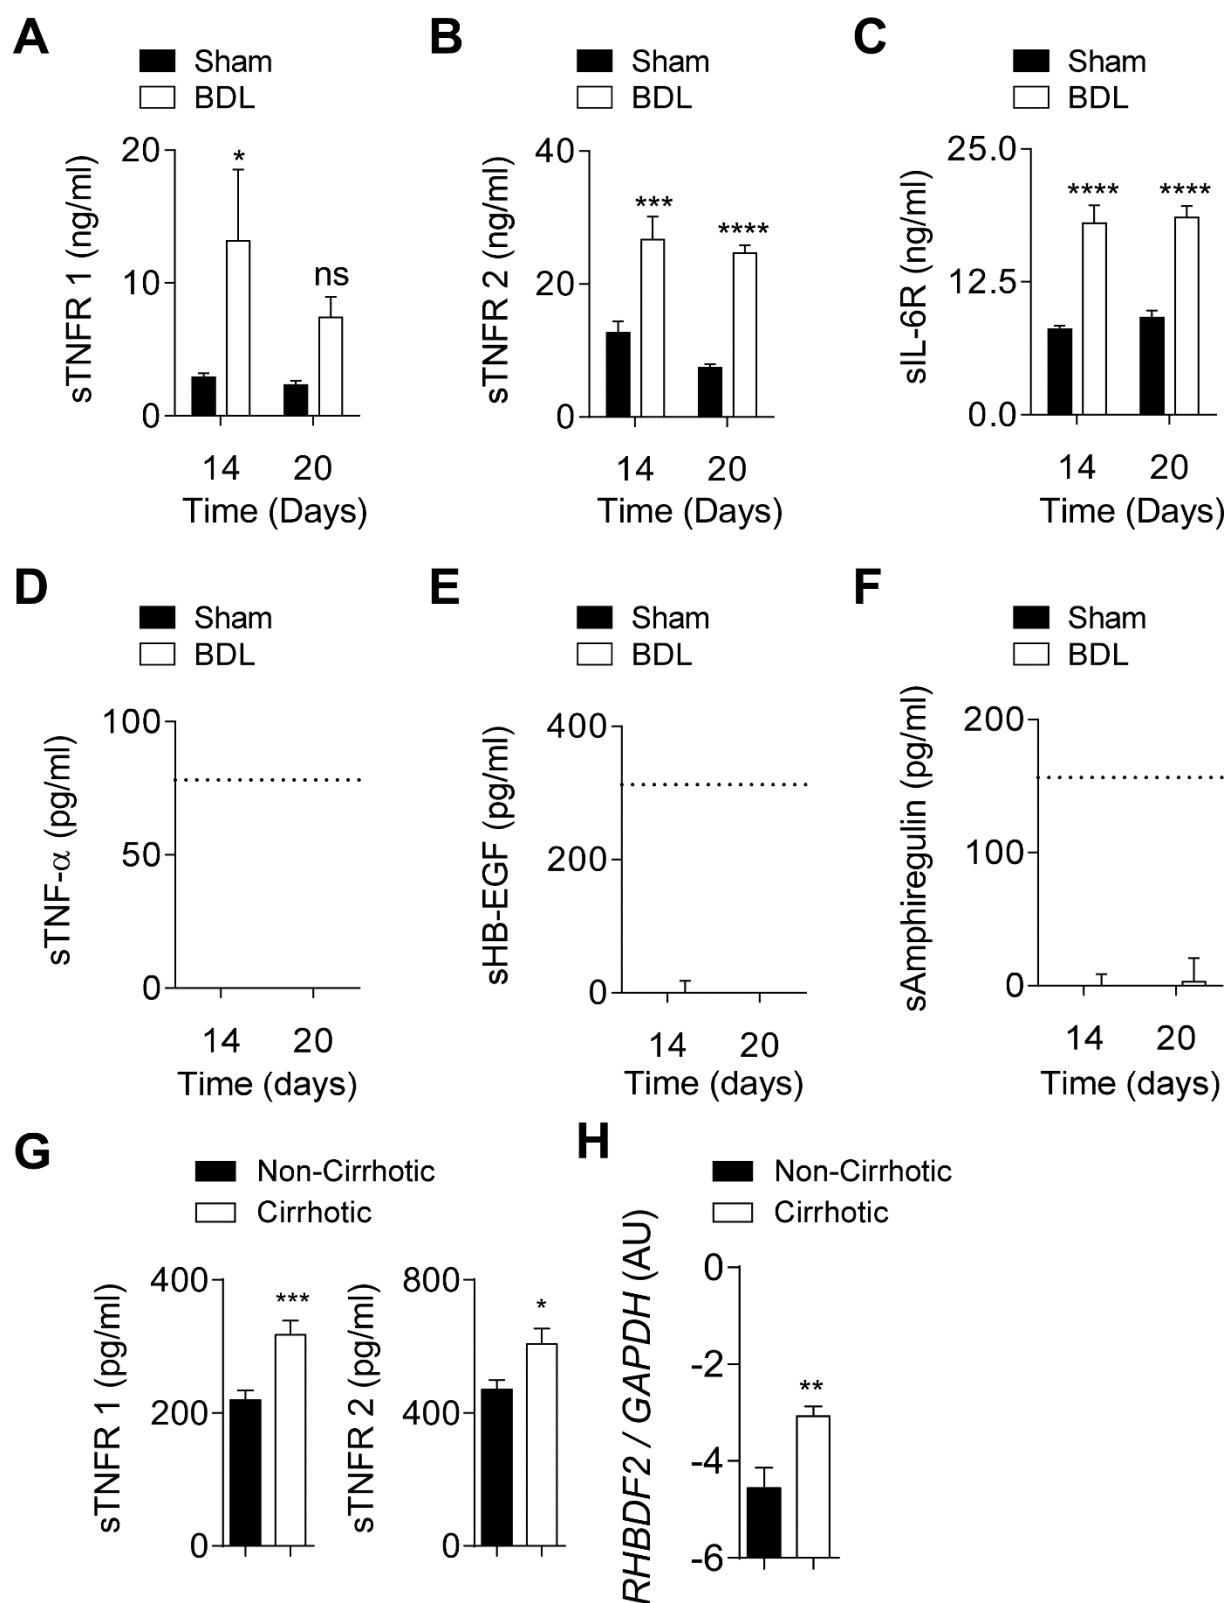 A
Sham
BDL
sTNFR 1 (ng/ml)
20
10
0
*
ns
14 20
Time (Days)
B
Sham
BDL
sTNFR 2 (ng/ml)
40
20
0
***
****
14 20
Time (Days)
C
Sham
BDL
sIL-6R (ng/ml)
25.0
12.5
0.0
****
****
14 20
Time (Days)
D
Sham
BDL
sTNF-α (pg/ml)
100
50
0
14 20
Time (days)
E
Sham
BDL
sHB-EGF (pg/ml)
400
200
0
14 20
Time (days)
F
Sham
BDL
sAmphiregulin (pg/ml)
200
100
0
14 20
Time (days)
G
Non-Cirrhotic
Cirrhotic
sTNFR 1 (pg/ml)
400
200
0
***
sTNFR 2 (pg/ml)
800
400
0
*
H
Non-Cirrhotic
Cirrhotic
RHBDF2 / GAPDH (AU)
0
-2
-4
-6
**